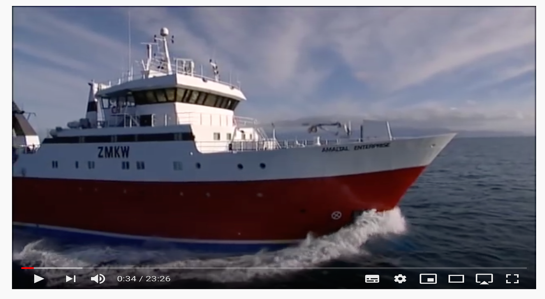 ZMKW
AMALTAL ENTERPRISE
0:34 / 23:26